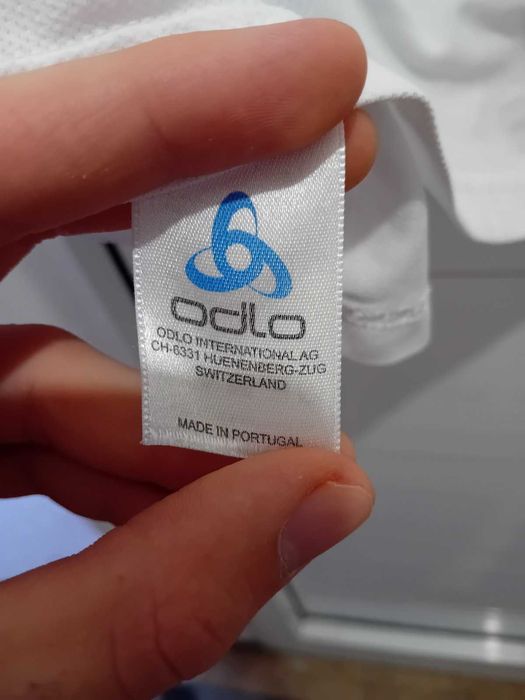 odlo
ODLO INTERNATIONAL AG
CH-6331 HUENENBERG-ZUG
SWITZERLAND
MADE IN PORTUGAL